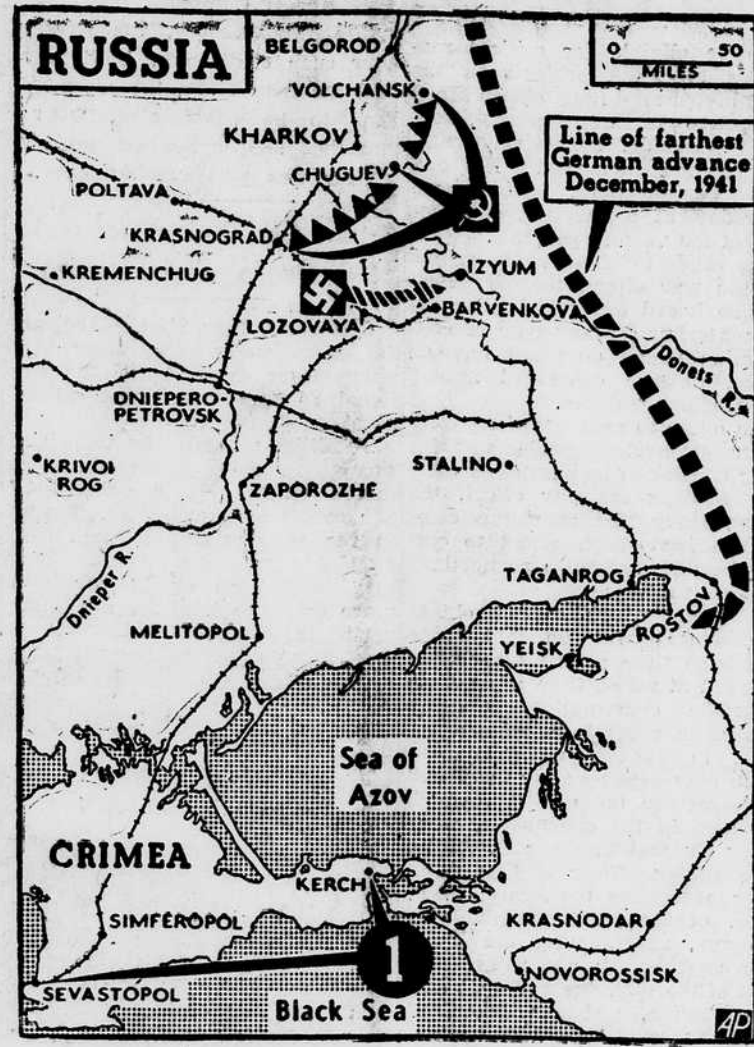 RUSSIA
0 50
MILES
BELGOROD
VOLCHANSK
KHARKOV
CHUGUEV
Line of farthest
German advance
December, 1941
POLTAVA
KRASNOGRAD
KREMENCHUG
IZYUM
LOZOVAYA
BARVENKOVA
Donets R.
DNIEPERO-
PETROVSK
KRIVOI
ROG
STALINO
ZAPOROZHE
Dnieper R.
TAGANROG
ROSTOV
MELITOPOL
YEISK
Sea of
Azov
CRIMEA
KERCH
SIMFEROPOL
KRASNODAR
1
NOVOROSSISK
SEVASTOPOL
Black Sea
AP